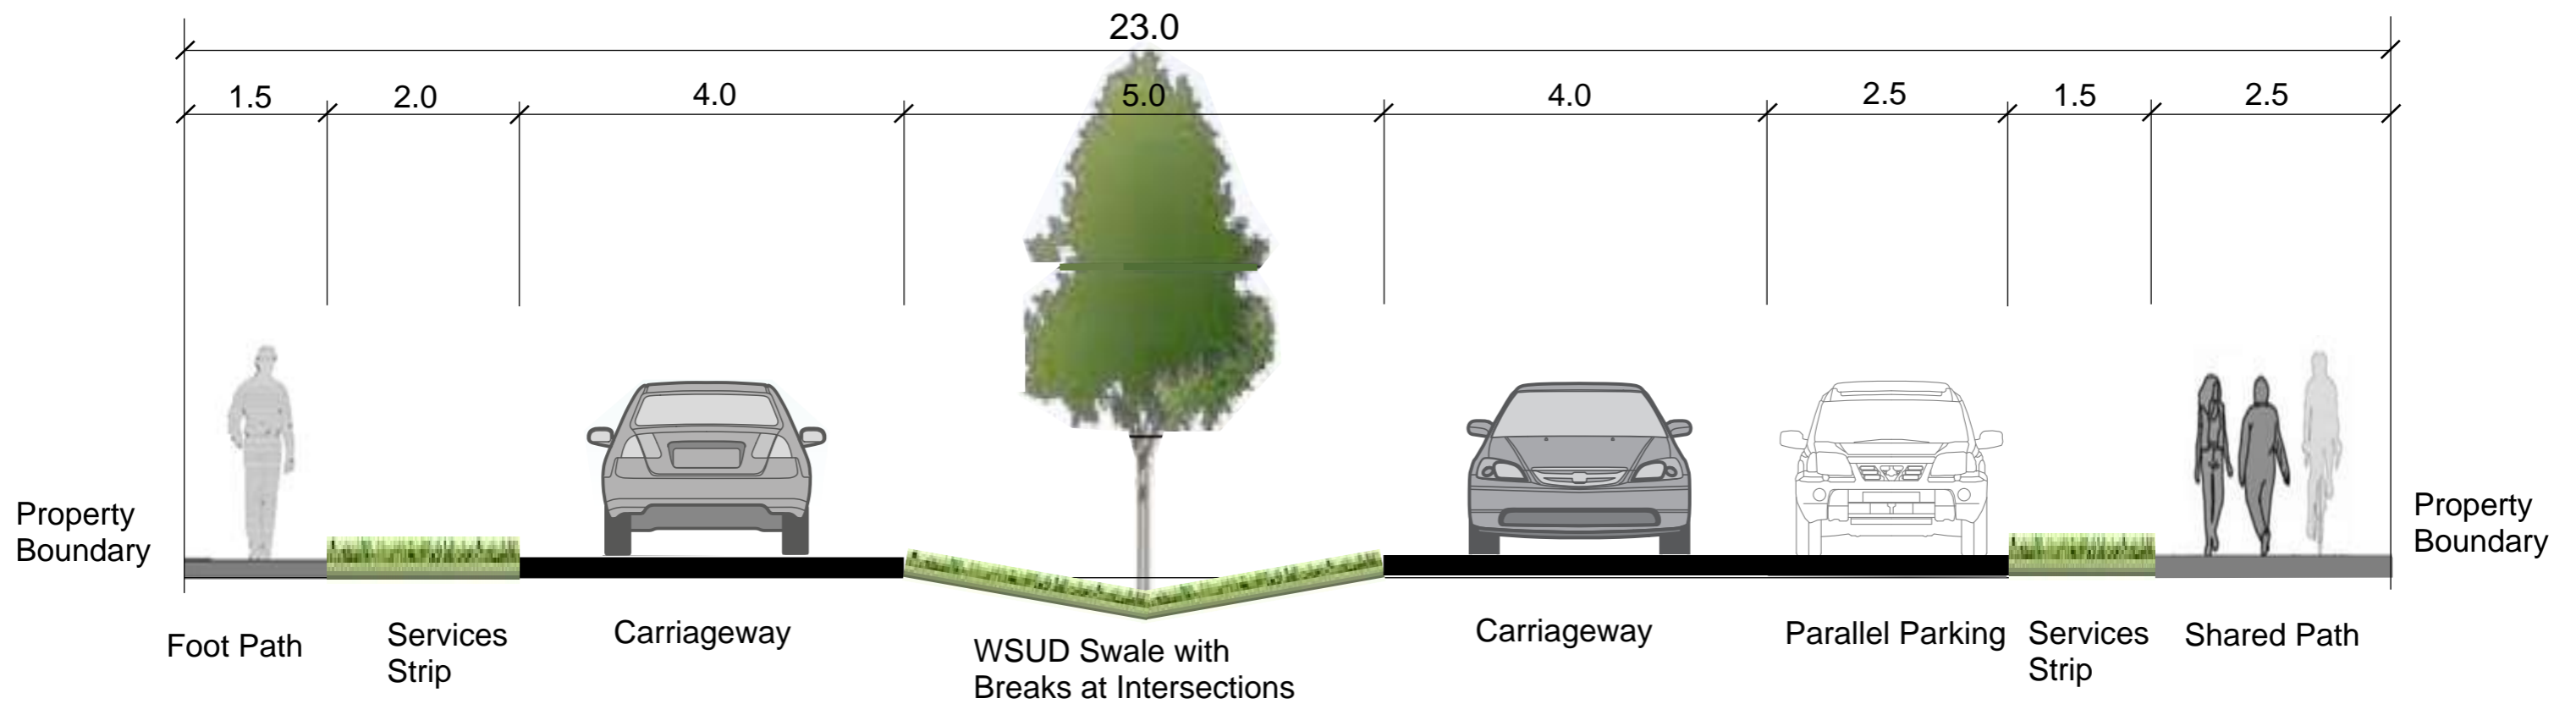 23.0
1.5 2.0 4.0 5.0 4.0 2.5 1.5 2.5
Property
Boundary
Property
Boundary
Foot Path
Services
Strip
Carriageway
WSUD Swale with
Breaks at Intersections
Carriageway
Parallel Parking
Services
Strip
Shared Path